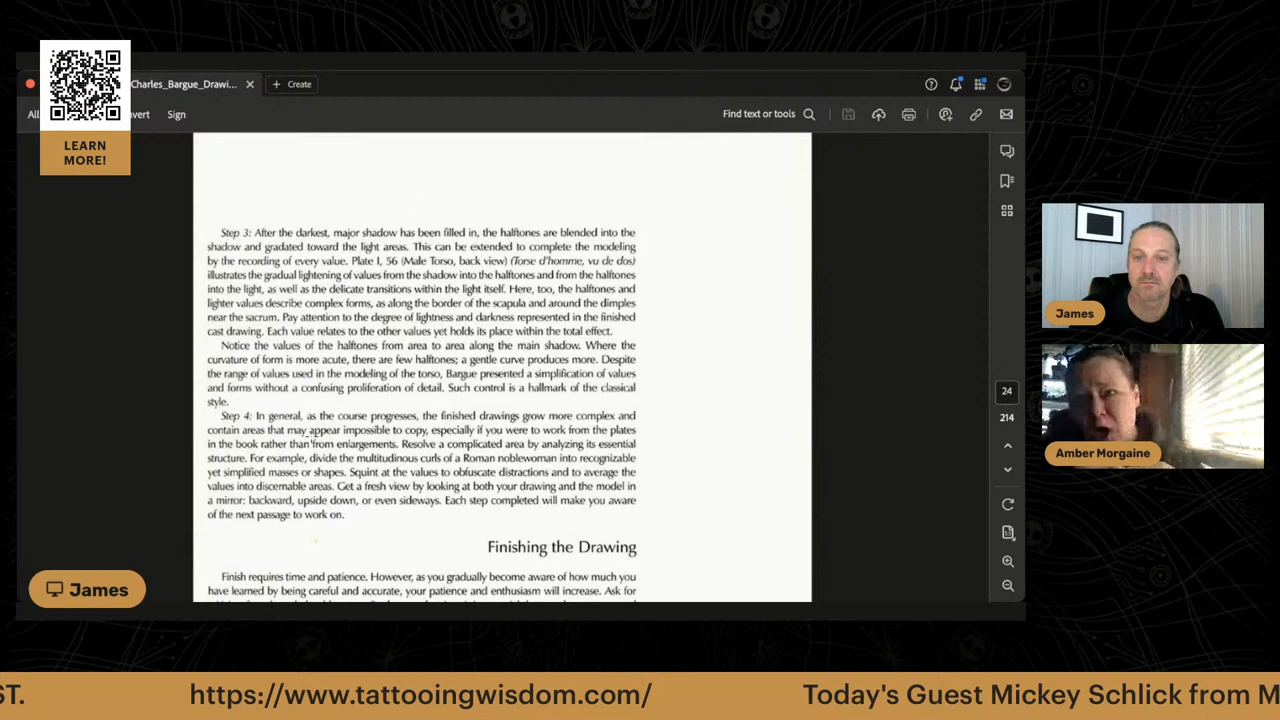 Charles_Bargue_Drawi...
Create
All
vert
Sign
Find text or tools
LEARN
MORE!
Step 3: After the darkest, major shadow has been filled in, the halftones are blended into the
shadow and gradated toward the light areas. This can be extended to complete the modeling
by the recording of every value. Plate I, 56 (Male Torso, back view) (Torse d'homme, vu de dos)
illustrates the gradual lightening of values from the shadow into the halftones and from the halftones
into the light, as well as the delicate transitions within the light itself. Here, too, the halftones and
lighter values describe complex forms, as along the border of the scapula and around the dimples
near the sacrum. Pay attention to the degree of lightness and darkness represented in the finished
cast drawing. Each value relates to the other values yet holds its place within the total effect.
Notice the values of the halftones from area to area along the main shadow. Where the
curvature of form is more acute, there are few halftones; a gentle curve produces more. Despite
the range of values used in the modeling of the torso, Bargue presented a simplification of values
and forms without a confusing proliferation of detail. Such control is a hallmark of the classical
style.
Step 4: In general, as the course progresses, the finished drawings grow more complex and
contain areas that may appear impossible to copy, especially if you were to work from the plates
in the book rather than from enlargements. Resolve a complicated area by analyzing its essential
structure. For example, divide the multitudinous curls of a Roman noblewoman into recognizable
yet simplified masses or shapes. Squint at the values to obfuscate distractions and to average the
values into discernable areas. Get a fresh view by looking at both your drawing and the model in
a mirror: backward, upside down, or even sideways. Each step completed will make you aware
of the next passage to work on.
Finishing the Drawing
Finish requires time and patience. However, as you gradually become aware of how much you
have learned by being careful and accurate, your patience and enthusiasm will increase. Ask for
24
214
James
Amber Morgaine
James
ST.
https://www.tattooingwisdom.com/
Today's Guest Mickey Schlick from M